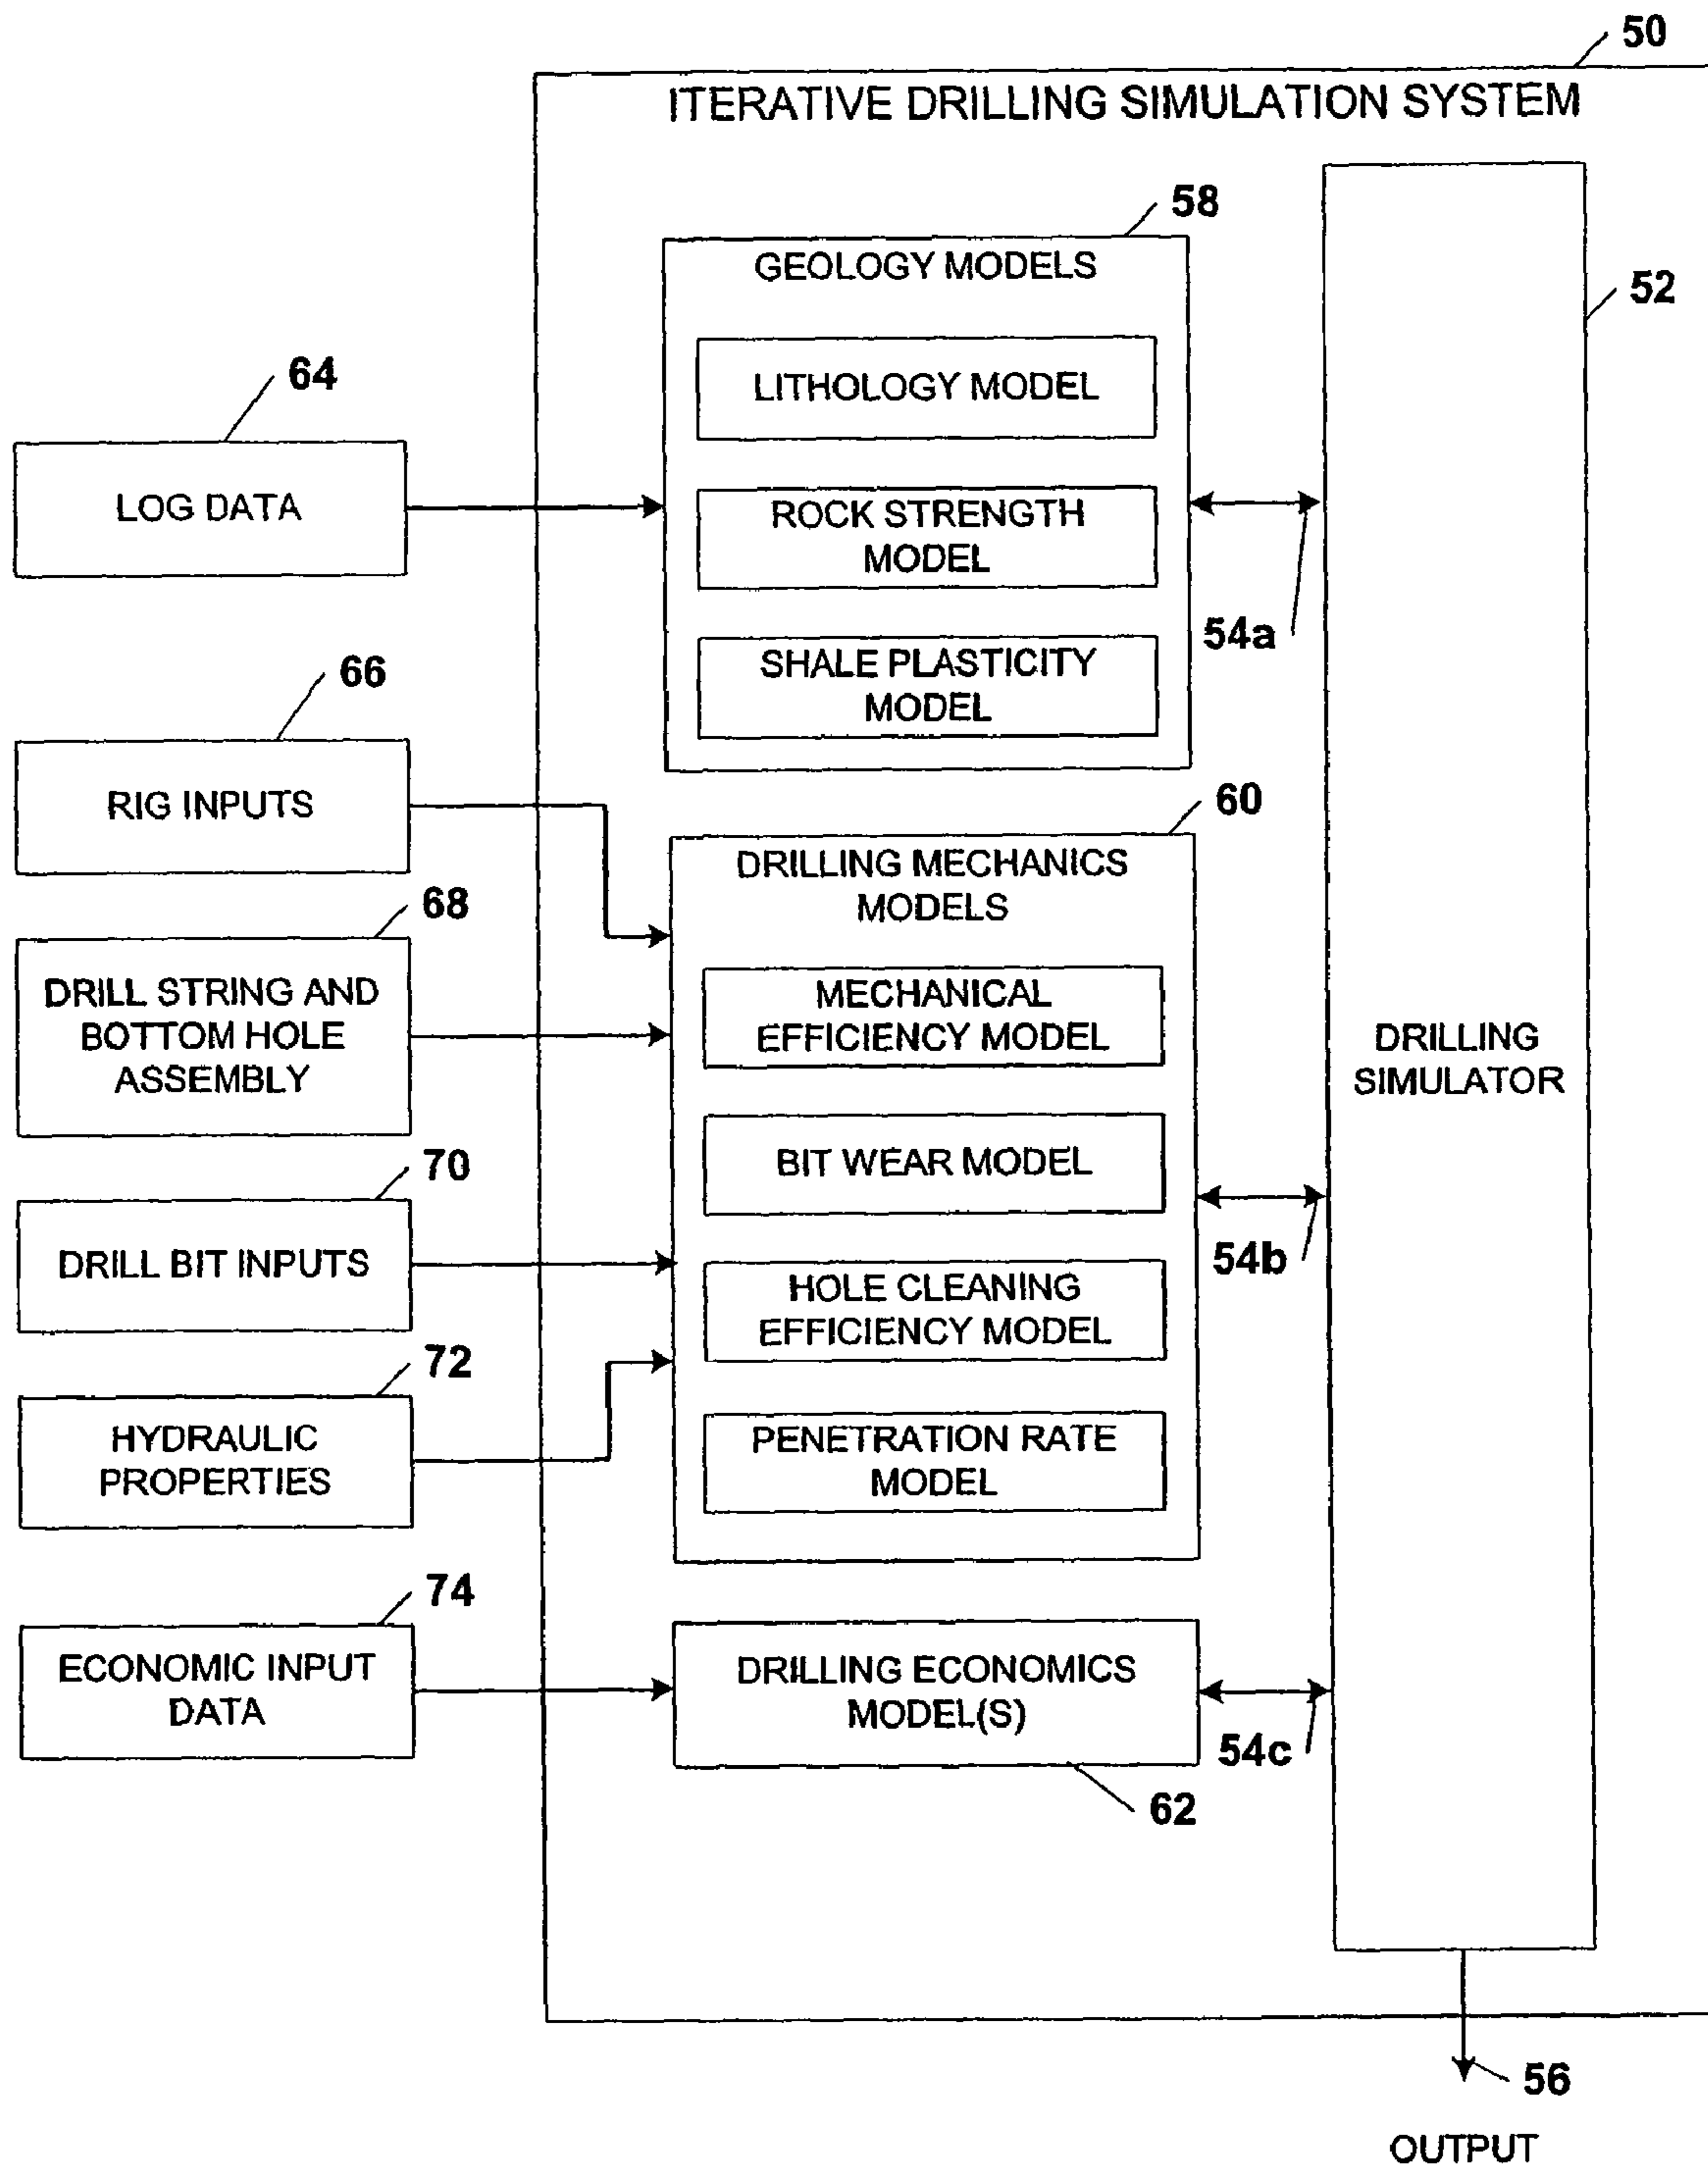 50
ITERATIVE DRILLING SIMULATION SYSTEM
58
GEOLOGY MODELS
52
LITHOLOGY MODEL
64
LOG DATA
ROCK STRENGTH
MODEL
54a
SHALE PLASTICITY
MODEL
66
RIG INPUTS
60
DRILLING MECHANICS
MODELS
68
DRILL STRING AND
BOTTOM HOLE
ASSEMBLY
MECHANICAL
EFFICIENCY MODEL
DRILLING
SIMULATOR
70
BIT WEAR MODEL
DRILL BIT INPUTS
54b
HOLE CLEANING
EFFICIENCY MODEL
72
HYDRAULIC
PROPERTIES
PENETRATION RATE
MODEL
74
ECONOMIC INPUT
DATA
DRILLING ECONOMICS
MODEL(S)
54c
62
56
OUTPUT